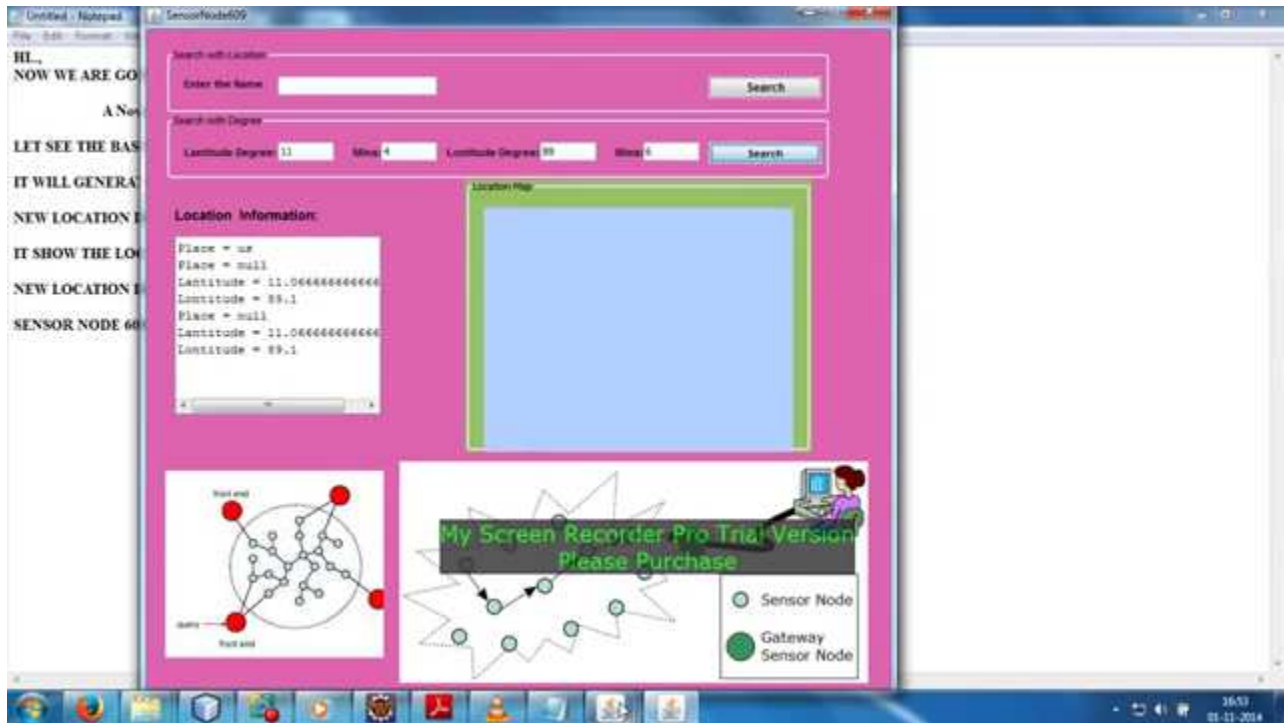 Untitled - Notepad
SensorNode609
File Edit Format
HI..,
NOW WE ARE GO
A Nov
LET SEE THE BAS
IT WILL GENERA
NEW LOCATION
IT SHOW THE LO
NEW LOCATION
SENSOR NODE 60
Search with Location
Enter the Name
Search
Search with Degree
Lantitude Degree: 11
Mins: 4
Lontitude Degree: 89
Mins: 6
Search
Location Map
Location Information:
Place = us
Place = null
Lantitude = 11.066666666666
Lontitude = 89.1
Place = null
Lantitude = 11.066666666666
Lontitude = 89.1
front end
query
front end
My Screen Recorder Pro Trial Version
Please Purchase
Sensor Node
Gateway
Sensor Node
16:53
01-11-2014